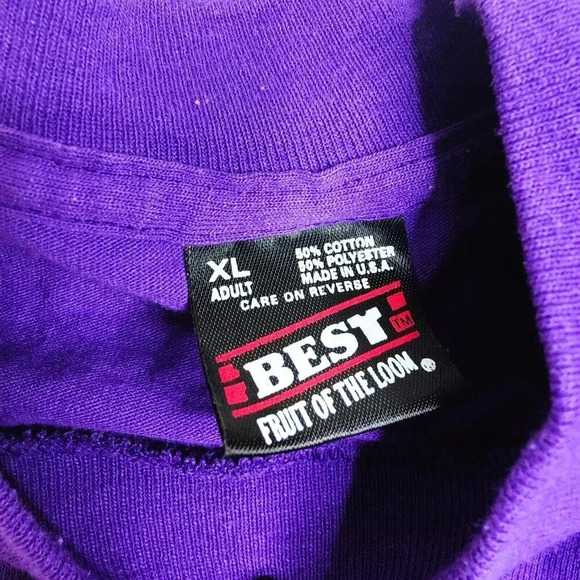 XL
ADULT
50% COTTON
50% POLYESTER
MADE IN U.S.A.
CARE ON REVERSE
BEST TM
FRUIT OF THE LOOM ®